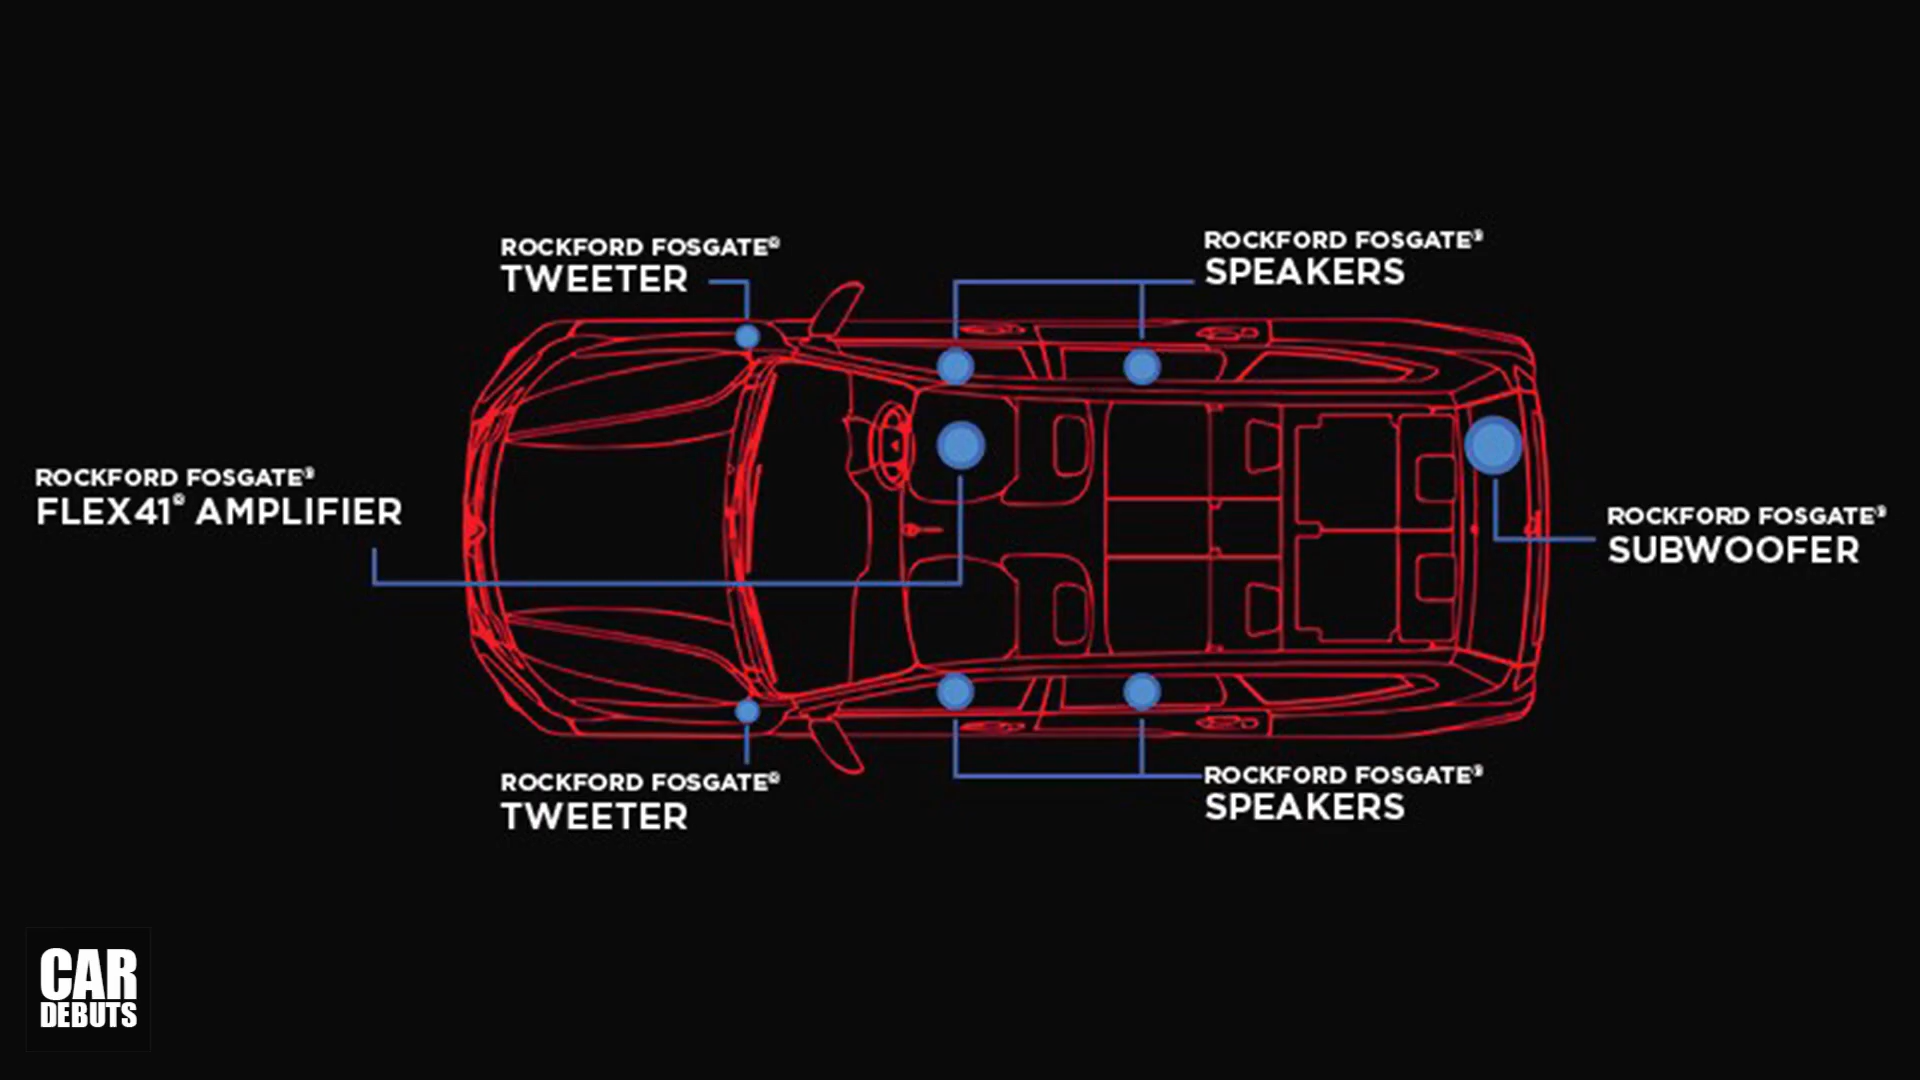 ROCKFORD FOSGATE®
TWEETER
ROCKFORD FOSGATE®
SPEAKERS
ROCKFORD FOSGATE®
FLEX41® AMPLIFIER
ROCKFORD FOSGATE®
SUBWOOFER
ROCKFORD FOSGATE®
TWEETER
ROCKFORD FOSGATE®
SPEAKERS
CAR
DEBUTS